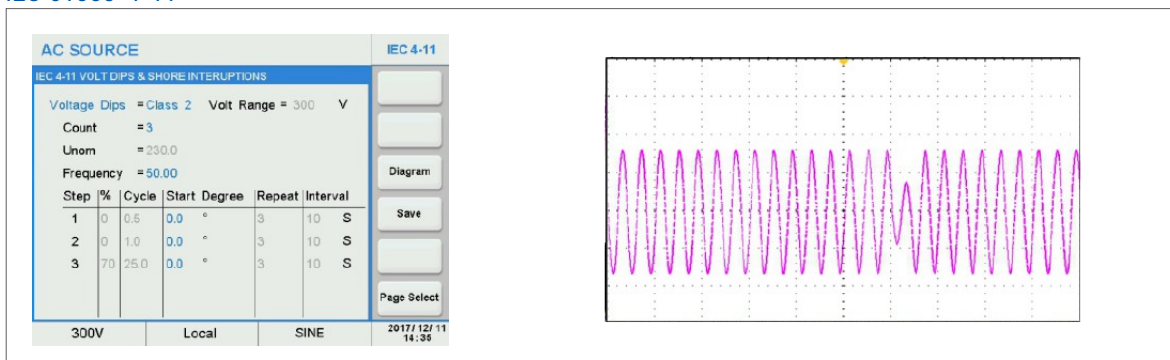 AC SOURCE
IEC 4-11
IEC 4-11 VOLT DIPS & SHORE INTERUPTIONS
Voltage Dips = Class 2 Volt Range = 300 V
Count = 3
Unom = 230.0
Frequency = 50.00
Step % Cycle Start Degree Repeat Interval
1 0 0.5 0.0 ° 3 10 S
2 0 1.0 0.0 ° 3 10 S
3 70 25.0 0.0 ° 3 10 S
Diagram
Save
Page Select
300V Local SINE 2017/12/11
14:35